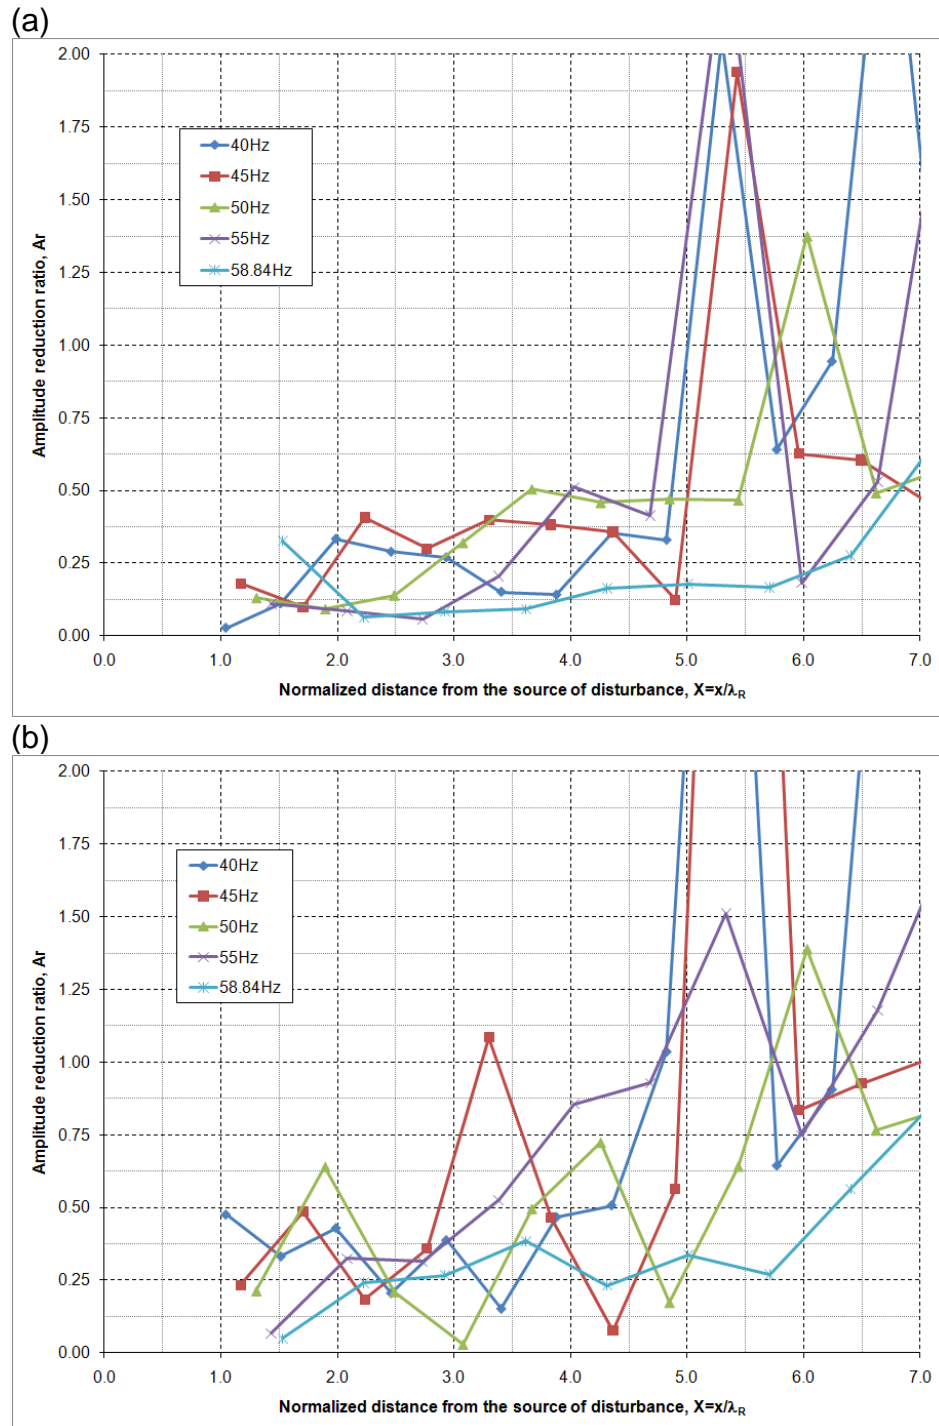 (a)
2.00
1.75
1.50
1.25
1.00
0.75
0.50
0.25
0.00
Amplitude reduction ratio, Ar
40Hz
45Hz
50Hz
55Hz
58.84Hz
0.0 1.0 2.0 3.0 4.0 5.0 6.0 7.0
Normalized distance from the source of disturbance, X=x/λR
(b)
2.00
1.75
1.50
1.25
1.00
0.75
0.50
0.25
0.00
Amplitude reduction ratio, Ar
40Hz
45Hz
50Hz
55Hz
58.84Hz
0.0 1.0 2.0 3.0 4.0 5.0 6.0 7.0
Normalized distance from the source of disturbance, X=x/λR